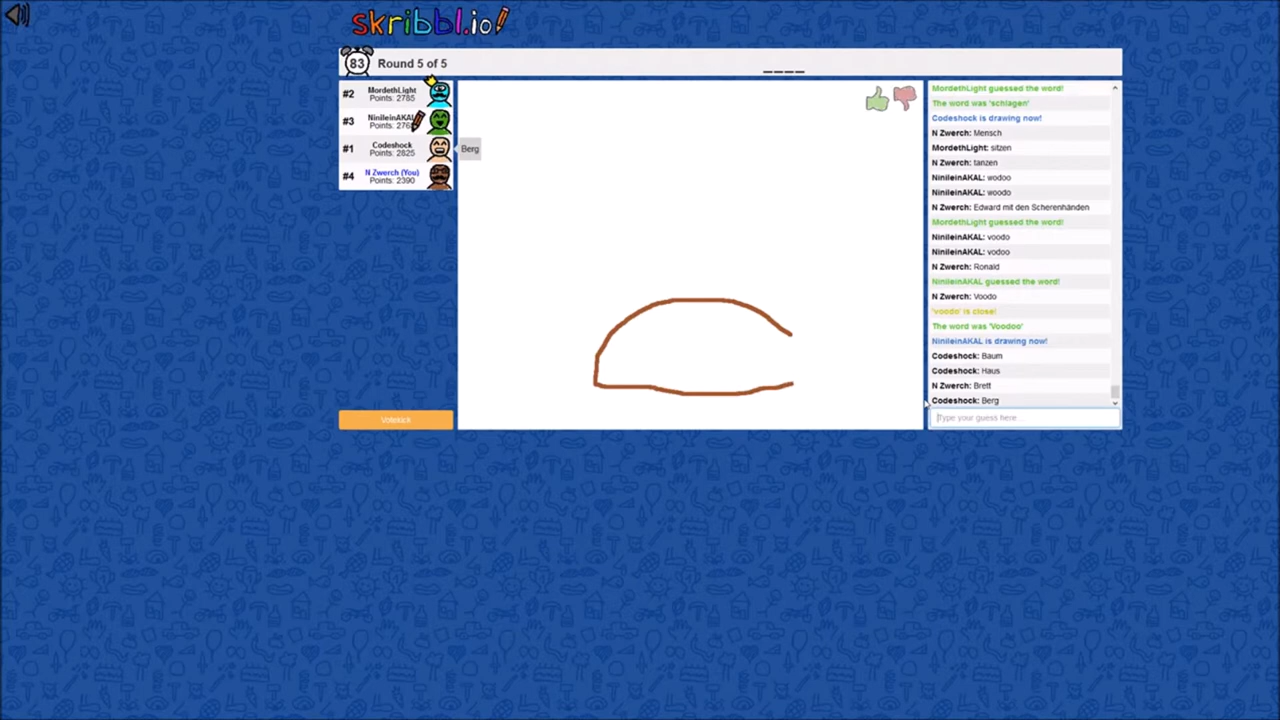 skribbl.io!
83
Round 5 of 5
____
#2
MordethLight
Points: 2785
#3
NinileinAKAL
#1
Codeshock
Points: 2825
Berg
#4
N Zwerch (You)
Points: 2390
Votekick
MordethLight guessed the word!
The word was 'schlagen'
Codeshock is drawing now!
N Zwerch: Mensch
MordethLight: sitzen
N Zwerch: tanzen
NinileinAKAL: wodoo
NinileinAKAL: woodo
N Zwerch: Edward mit den Scherenhänden
MordethLight guessed the word!
NinileinAKAL: voodo
NinileinAKAL: vodoo
N Zwerch: Ronald
NinileinAKAL guessed the word!
N Zwerch: Voodo
'voodo' is close!
The word was 'Voodoo'
NinileinAKAL is drawing now!
Codeshock: Baum
Codeshock: Haus
N Zwerch: Brett
Codeshock: Berg
Type your guess here...